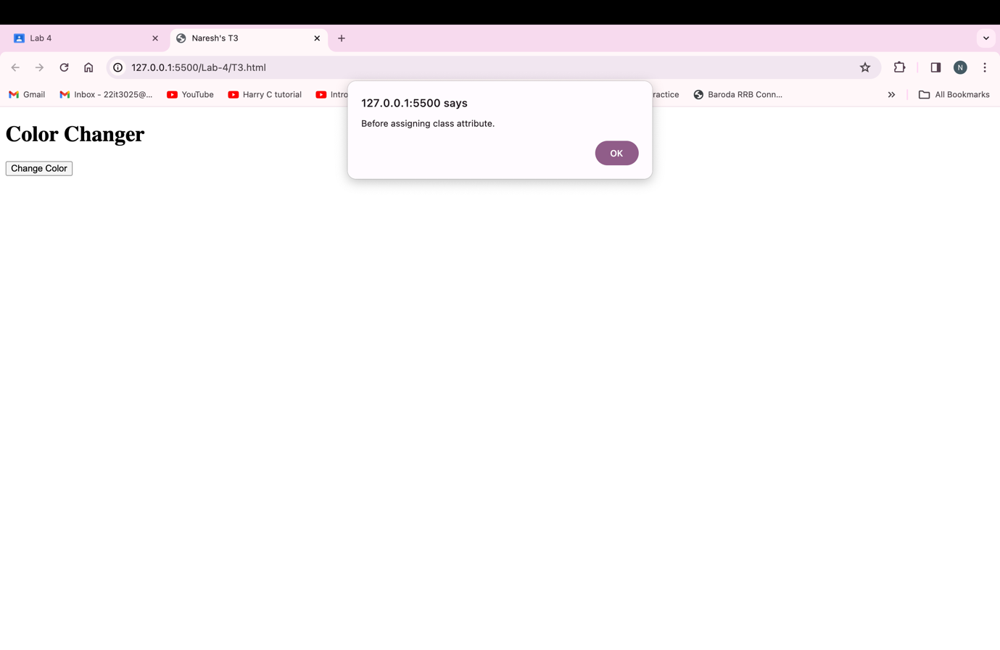 Lab 4
Naresh's T3
127.0.0.1:5500/Lab-4/T3.html
N
Gmail
Inbox - 22it3025@...
YouTube
Harry C tutorial
Intro
ractice
Baroda RRB Conn...
All Bookmarks
127.0.0.1:5500 says
Before assigning class attribute.
OK
Color Changer
Change Color